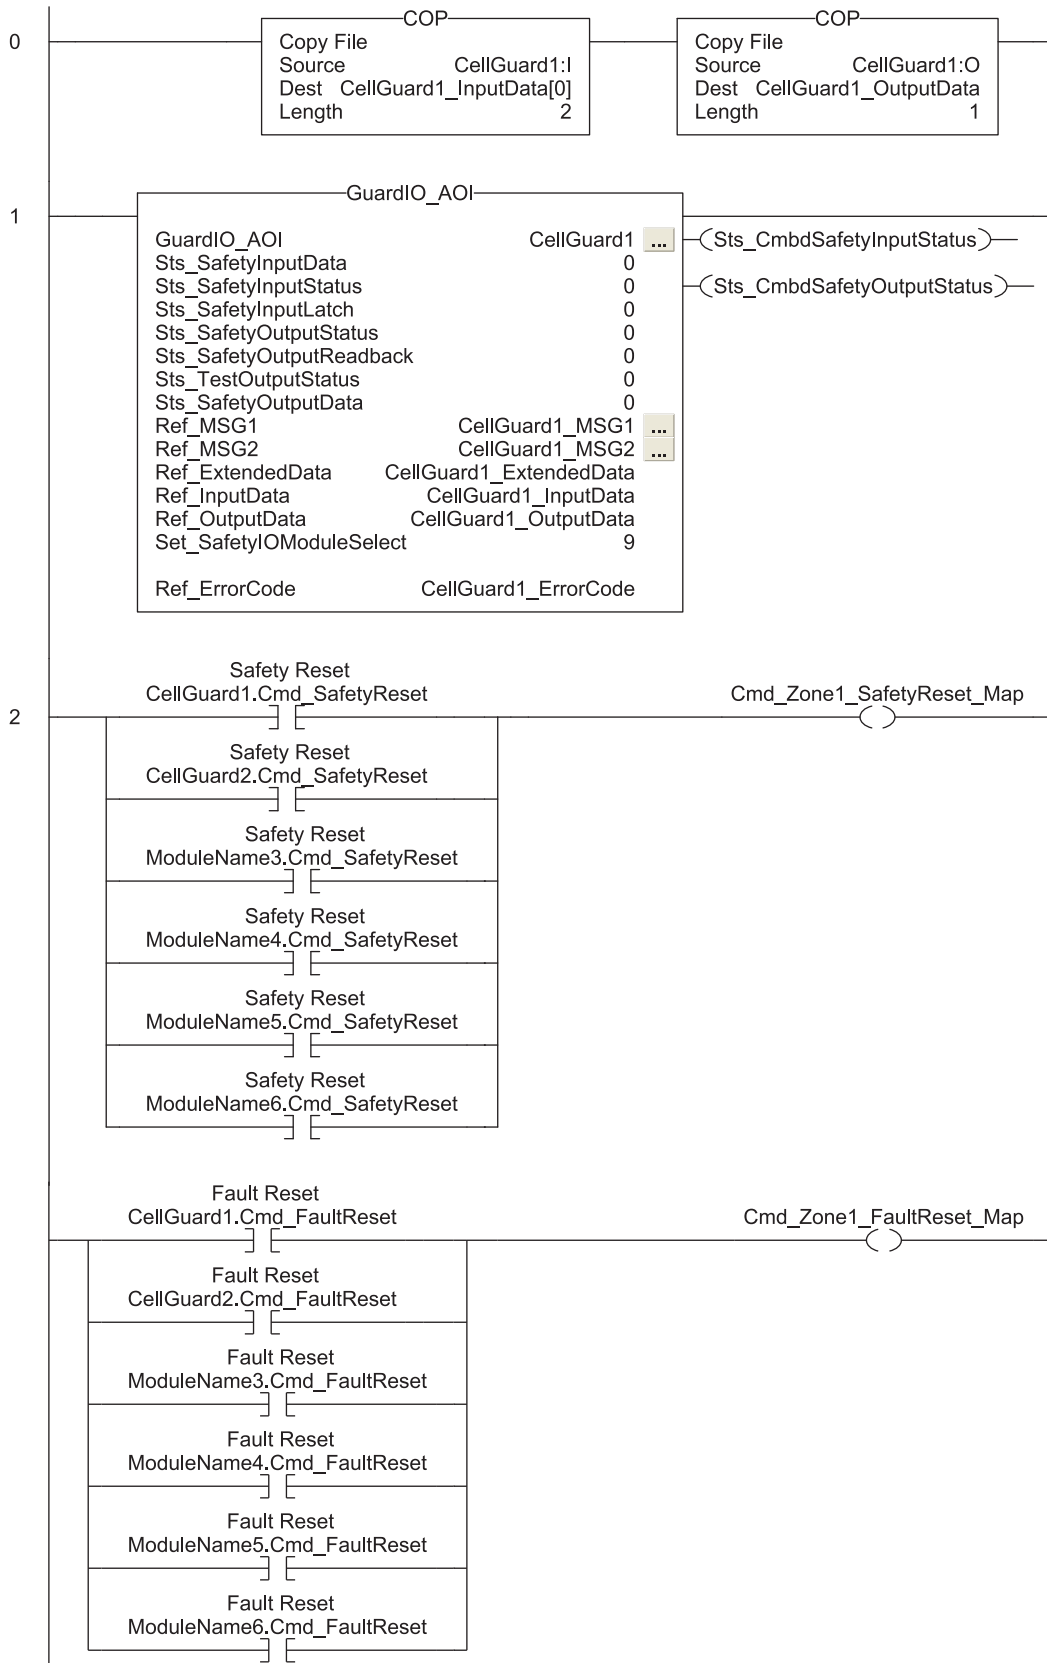 COP COP
0
Copy File Copy File
Source CellGuard1:I Source CellGuard1:O
Dest CellGuard1_InputData[0] Dest CellGuard1_OutputData
Length 2 Length 1
GuardIO_AOI
1
GuardIO_AOI CellGuard1 ... Sts_CmbdSafetyInputStatus
Sts_SafetyInputData 0
Sts_SafetyInputStatus 0 Sts_CmbdSafetyOutputStatus
Sts_SafetyInputLatch 0
Sts_SafetyOutputStatus 0
Sts_SafetyOutputReadback 0
Sts_TestOutputStatus 0
Sts_SafetyOutputData 0
Ref_MSG1 CellGuard1_MSG1 ...
Ref_MSG2 CellGuard1_MSG2 ...
Ref_ExtendedData CellGuard1_ExtendedData
Ref_InputData CellGuard1_InputData
Ref_OutputData CellGuard1_OutputData
Set_SafetyIOModuleSelect 9
Ref_ErrorCode CellGuard1_ErrorCode
Safety Reset
CellGuard1.Cmd_SafetyReset Cmd_Zone1_SafetyReset_Map
2
Safety Reset
CellGuard2.Cmd_SafetyReset
Safety Reset
ModuleName3.Cmd_SafetyReset
Safety Reset
ModuleName4.Cmd_SafetyReset
Safety Reset
ModuleName5.Cmd_SafetyReset
Safety Reset
ModuleName6.Cmd_SafetyReset
Fault Reset
CellGuard1.Cmd_FaultReset Cmd_Zone1_FaultReset_Map
Fault Reset
CellGuard2.Cmd_FaultReset
Fault Reset
ModuleName3.Cmd_FaultReset
Fault Reset
ModuleName4.Cmd_FaultReset
Fault Reset
ModuleName5.Cmd_FaultReset
Fault Reset
ModuleName6.Cmd_FaultReset